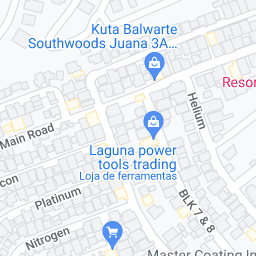 Kuta Balwarte
Southwoods Juana 3A...
Resor
Helium
Main Road
Laguna power
tools trading
Loja de ferramentas
con
Platinum
BLK 7 & 8
Nitrogen
Master Coating In